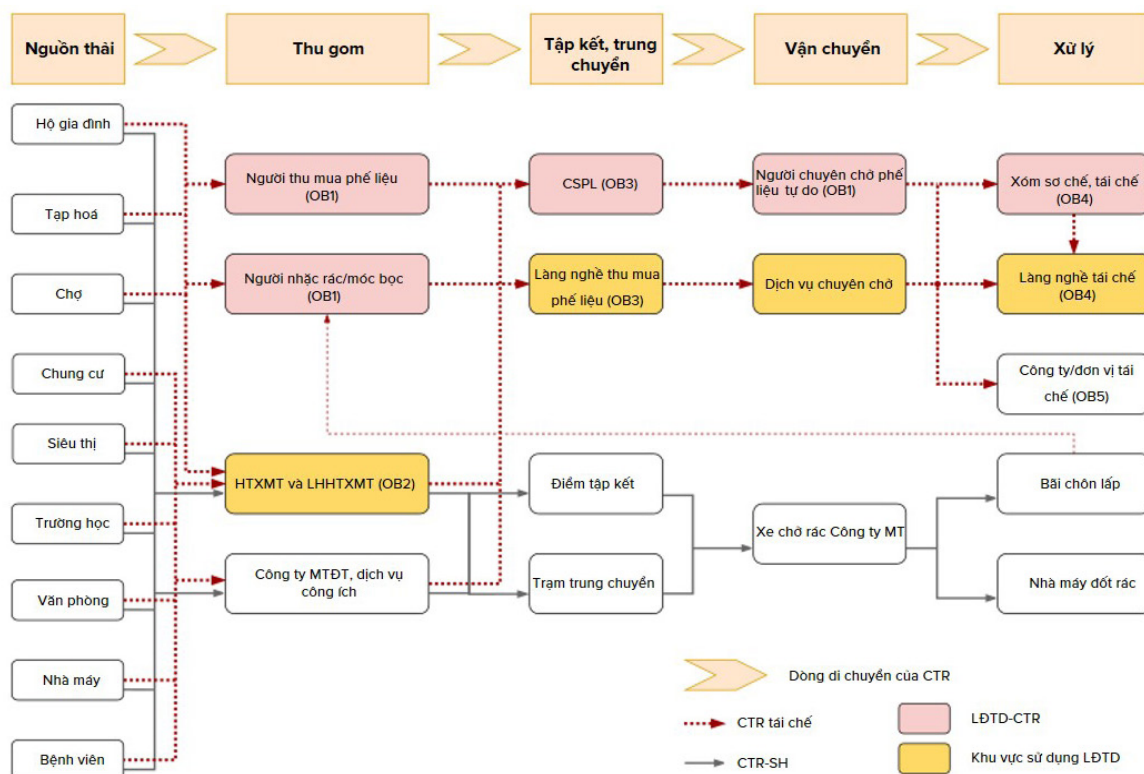 Nguồn thải
Thu gom
Tập kết, trung
chuyển
Vận chuyển
Xử lý
Hộ gia đình
Tạp hoá
Chợ
Chung cư
Siêu thị
Trường học
Văn phòng
Nhà máy
Bệnh viên
Người thu mua phế liệu
(OB1)
Người nhặc rác/móc bọc
(OB1)
HTXMT và LHHTXMT (OB2)
Công ty MTĐT, dịch vụ
công ích
CSPL (OB3)
Làng nghề thu mua
phế liệu (OB3)
Điểm tập kết
Trạm trung chuyển
Người chuyên chở phế
liệu tự do (OB1)
Dịch vụ chuyên chở
Xe chở rác Công ty MT
Xóm sơ chế, tái chế
(OB4)
Làng nghề tái chế
(OB4)
Công ty/đơn vị tái
chế (OB5)
Bãi chôn lấp
Nhà máy đốt rác
Dòng di chuyển của CTR
CTR tái chế
LĐTD-CTR
CTR-SH
Khu vực sử dụng LĐTD